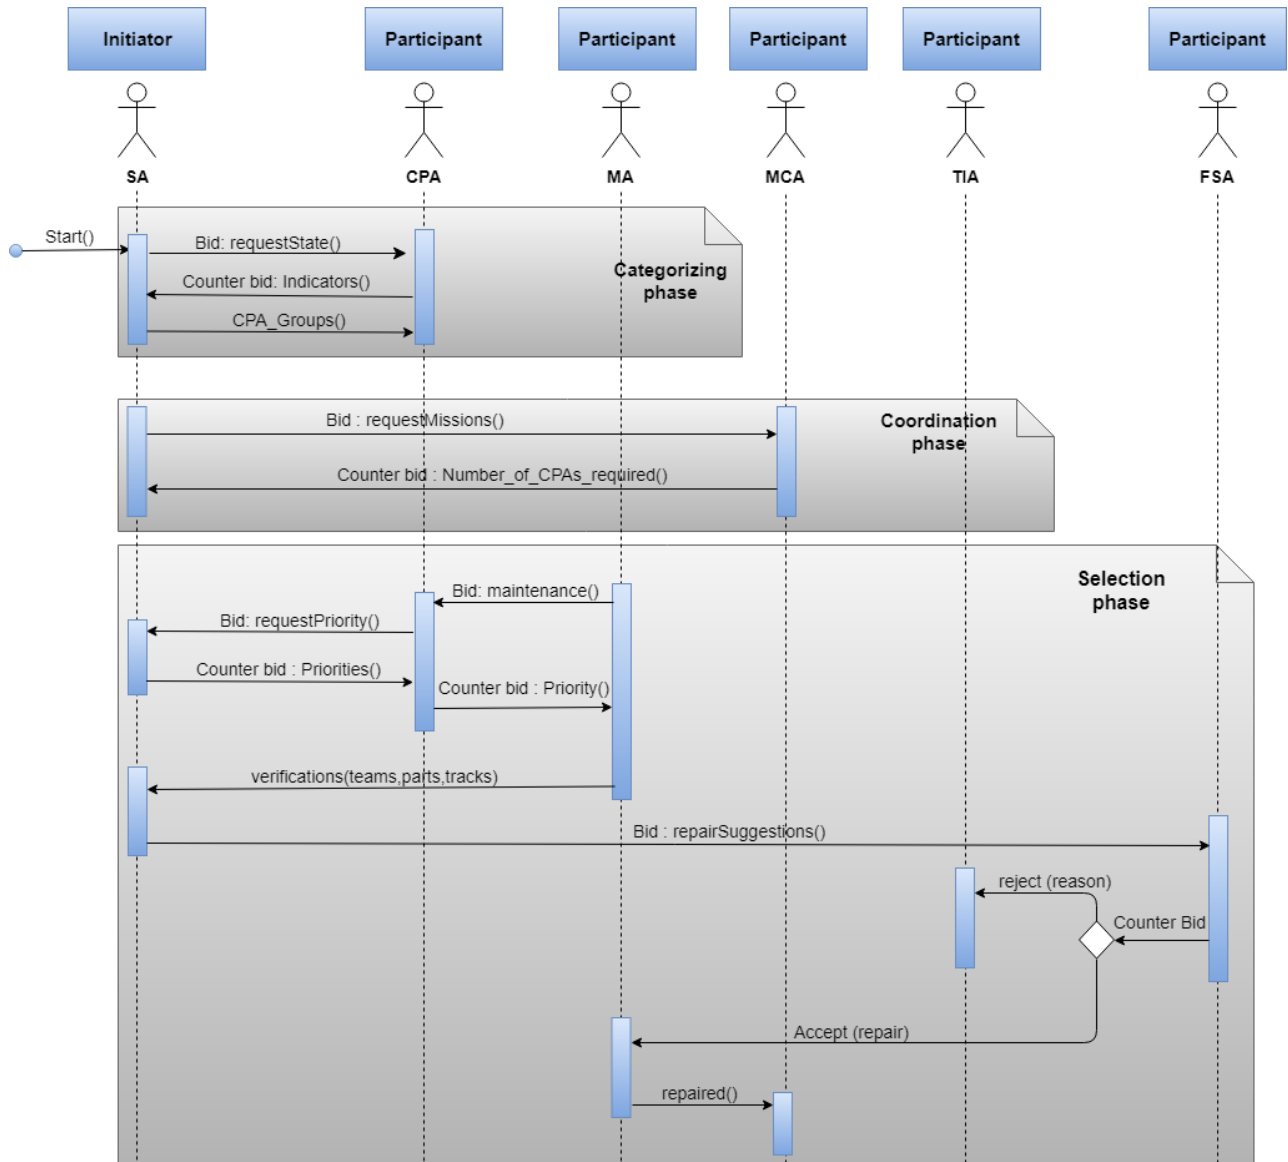 Initiator
Participant
Participant
Participant
Participant
Participant
SA
CPA
MA
MCA
TIA
FSA
Start()
Bid: requestState()
Categorizing
phase
Counter bid: Indicators()
CPA_Groups()
Bid : requestMissions()
Coordination
phase
Counter bid : Number_of_CPAs_required()
Selection
phase
Bid: maintenance()
Bid: requestPriority()
Counter bid : Priorities()
Counter bid : Priority()
verifications(teams,parts,tracks)
Bid : repairSuggestions()
reject (reason)
Counter Bid
Accept (repair)
repaired()